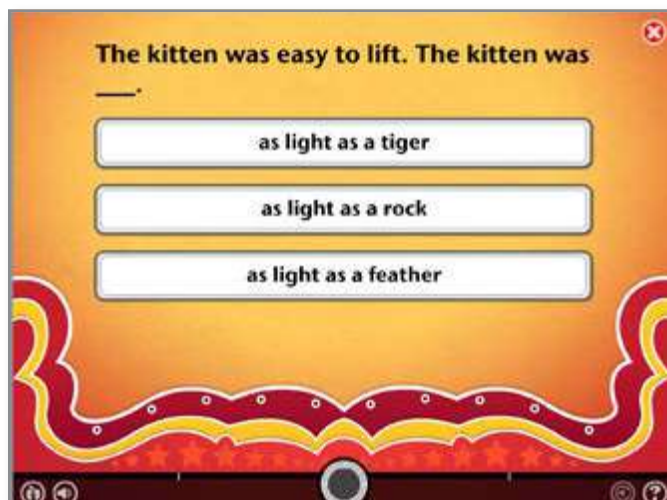 The kitten was easy to lift. The kitten was
___.
as light as a tiger
as light as a rock
as light as a feather
?